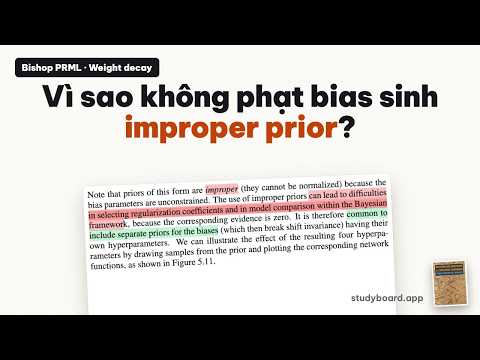 Bishop PRML · Weight decay
Vì sao không phạt bias sinh
improper prior?
Note that priors of this form are improper (they cannot be normalized) because the
bias parameters are unconstrained. The use of improper priors can lead to difficulties
in selecting regularization coefficients and in model comparison within the Bayesian
framework, because the corresponding evidence is zero. It is therefore common to
include separate priors for the biases (which then break shift invariance) having their
own hyperparameters. We can illustrate the effect of the resulting four hyperpa-
rameters by drawing samples from the prior and plotting the corresponding network
functions, as shown in Figure 5.11.
studyboard.app